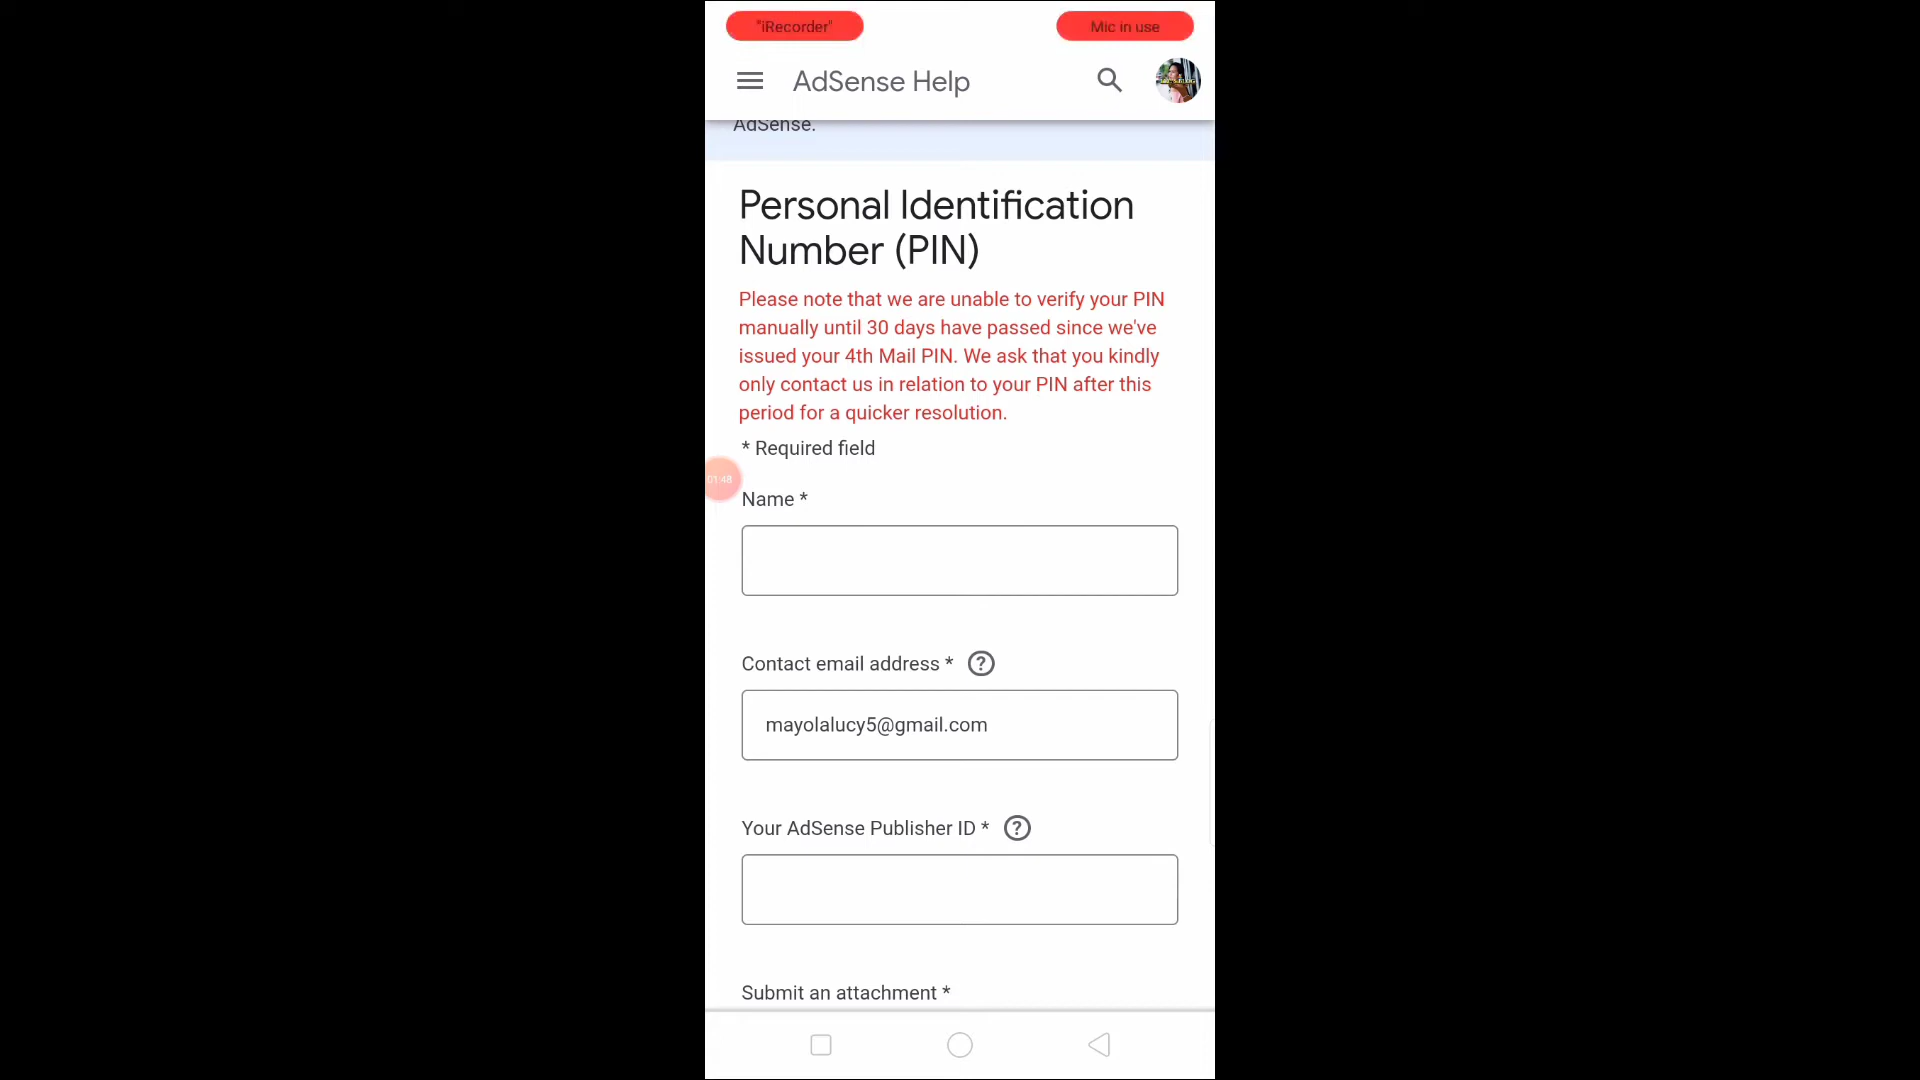 "iRecorder"
Mic in use
AdSense Help
AdSense.
Personal Identification
Number (PIN)
Please note that we are unable to verify your PIN
manually until 30 days have passed since we've
issued your 4th Mail PIN. We ask that you kindly
only contact us in relation to your PIN after this
period for a quicker resolution.
* Required field
01:48
Name *
Contact email address * ?
mayolalucy5@gmail.com
Your AdSense Publisher ID * ?
Submit an attachment *